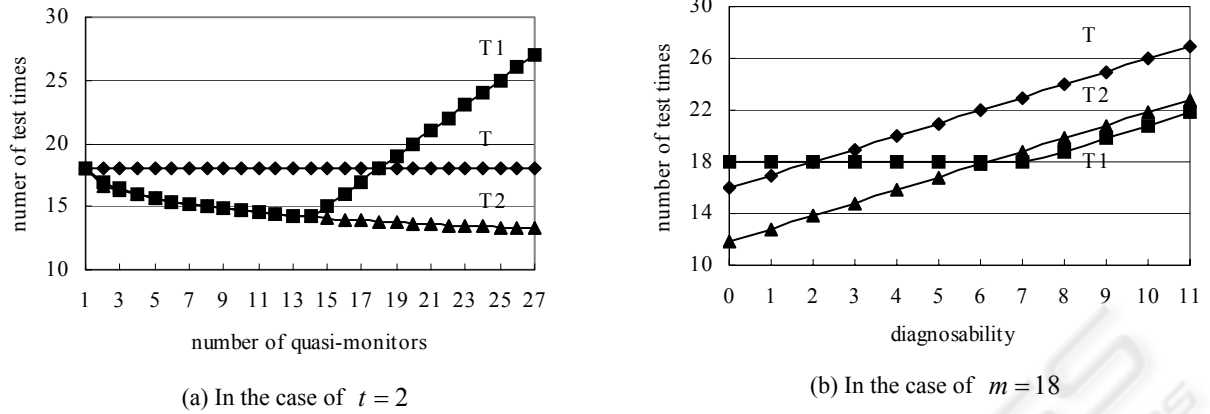 30
25
20
15
10
numer of test times
T1
T
T2
1 3 5 7 9 11 13 15 17 19 21 23 25 27
number of quasi-monitors
(a) In the case of t = 2
30
26
22
18
14
10
number of test times
T
T2
T1
0 1 2 3 4 5 6 7 8 9 10 11
diagnosability
(b) In the case of m = 18